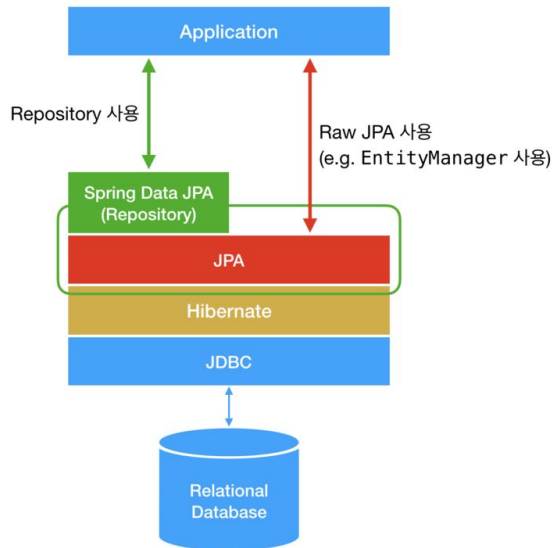 Application
Repository 사용
Raw JPA 사용
(e.g. EntityManager 사용)
Spring Data JPA
(Repository)
JPA
Hibernate
JDBC
Relational
Database